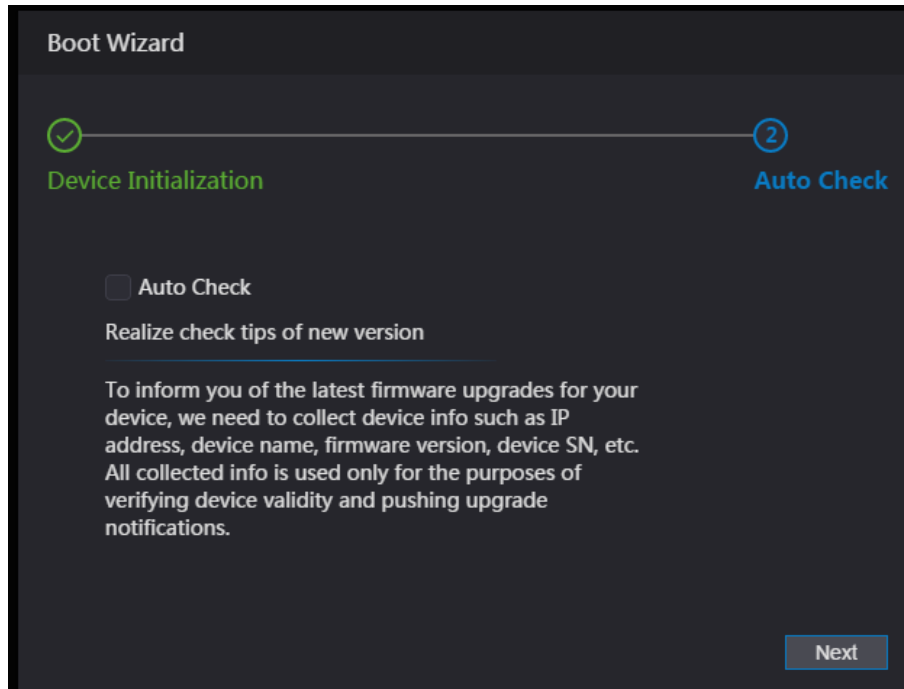 Boot Wizard
2
Device Initialization
Auto Check
Auto Check
Realize check tips of new version
To inform you of the latest firmware upgrades for your
device, we need to collect device info such as IP
address, device name, firmware version, device SN, etc.
All collected info is used only for the purposes of
verifying device validity and pushing upgrade
notifications.
Next